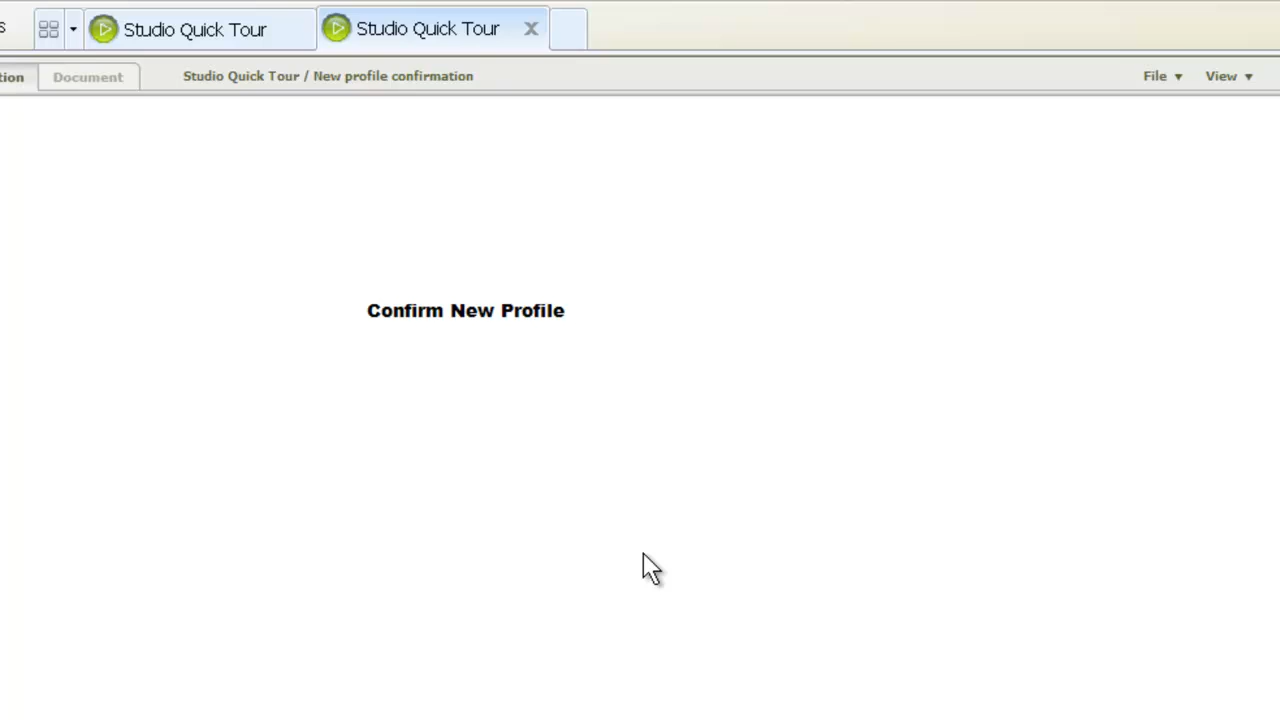 s
Studio Quick Tour
Studio Quick Tour
tion
Document
Studio Quick Tour / New profile confirmation
File
View
Confirm New Profile